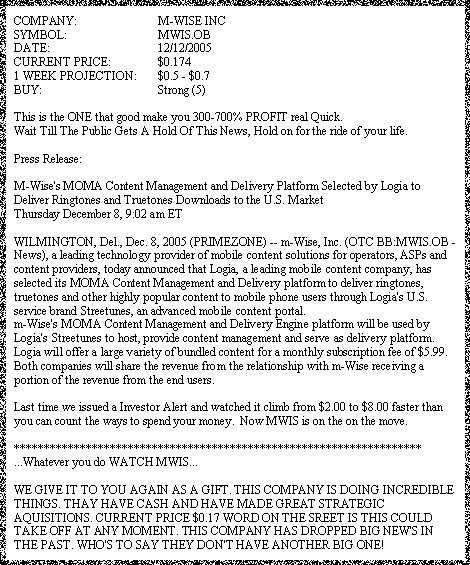 COMPANY: M-WISE INC
SYMBOL: MWIS.OB
DATE: 12/12/2005
CURRENT PRICE: $0.174
1 WEEK PROJECTION: $0.5 - $0.7
BUY: Strong (5)
This is the ONE that good make you 300-700% PROFIT real Quick.
Wait Till The Public Gets A Hold Of This News, Hold on for the ride of your life.
Press Release:
M-Wise's MOMA Content Management and Delivery Platform Selected by Logia to
Deliver Ringtones and Truetones Downloads to the U.S. Market
Thursday December 8, 9:02 am ET
WILMINGTON, Del., Dec. 8, 2005 (PRIMEZONE) -- m-Wise, Inc. (OTC BB:MWIS.OB -
News), a leading technology provider of mobile content solutions for operators, ASPs and
content providers, today announced that Logia, a leading mobile content company, has
selected its MOMA Content Management and Delivery platform to deliver ringtones,
truetones and other highly popular content to mobile phone users through Logia's U.S.
service brand Streetunes, an advanced mobile content portal.
m-Wise's MOMA Content Management and Delivery Engine platform will be used by
Logia's Streetunes to host, provide content management and serve as delivery platform.
Logia will offer a large variety of bundled content for a monthly subscription fee of $5.99.
Both companies will share the revenue from the relationship with m-Wise receiving a
portion of the revenue from the end users.
Last time we issued a Investor Alert and watched it climb from $2.00 to $8.00 faster than
you can count the ways to spend your money. Now MWIS is on the on the move.
********************************************************************
...Whatever you do WATCH MWIS...
WE GIVE IT TO YOU AGAIN AS A GIFT. THIS COMPANY IS DOING INCREDIBLE
THINGS. THAY HAVE CASH AND HAVE MADE GREAT STRATEGIC
AQUISITIONS. CURRENT PRICE $0.17 WORD ON THE SREET IS THIS COULD
TAKE OFF AT ANY MOMENT. THIS COMPANY HAS DROPPED BIG NEW'S IN
THE PAST. WHO'S TO SAY THEY DON'T HAVE ANOTHER BIG ONE!